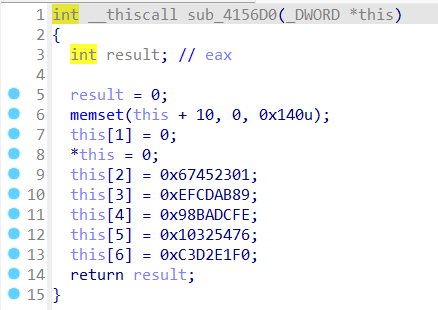 1 int __thiscall sub_4156D0(_DWORD *this)
2 {
3   int result; // eax
4
5   result = 0;
6   memset(this + 10, 0, 0x140u);
7   this[1] = 0;
8   *this = 0;
9   this[2] = 0x67452301;
10   this[3] = 0xEFCDAB89;
11   this[4] = 0x98BADCFE;
12   this[5] = 0x10325476;
13   this[6] = 0xC3D2E1F0;
14   return result;
15 }